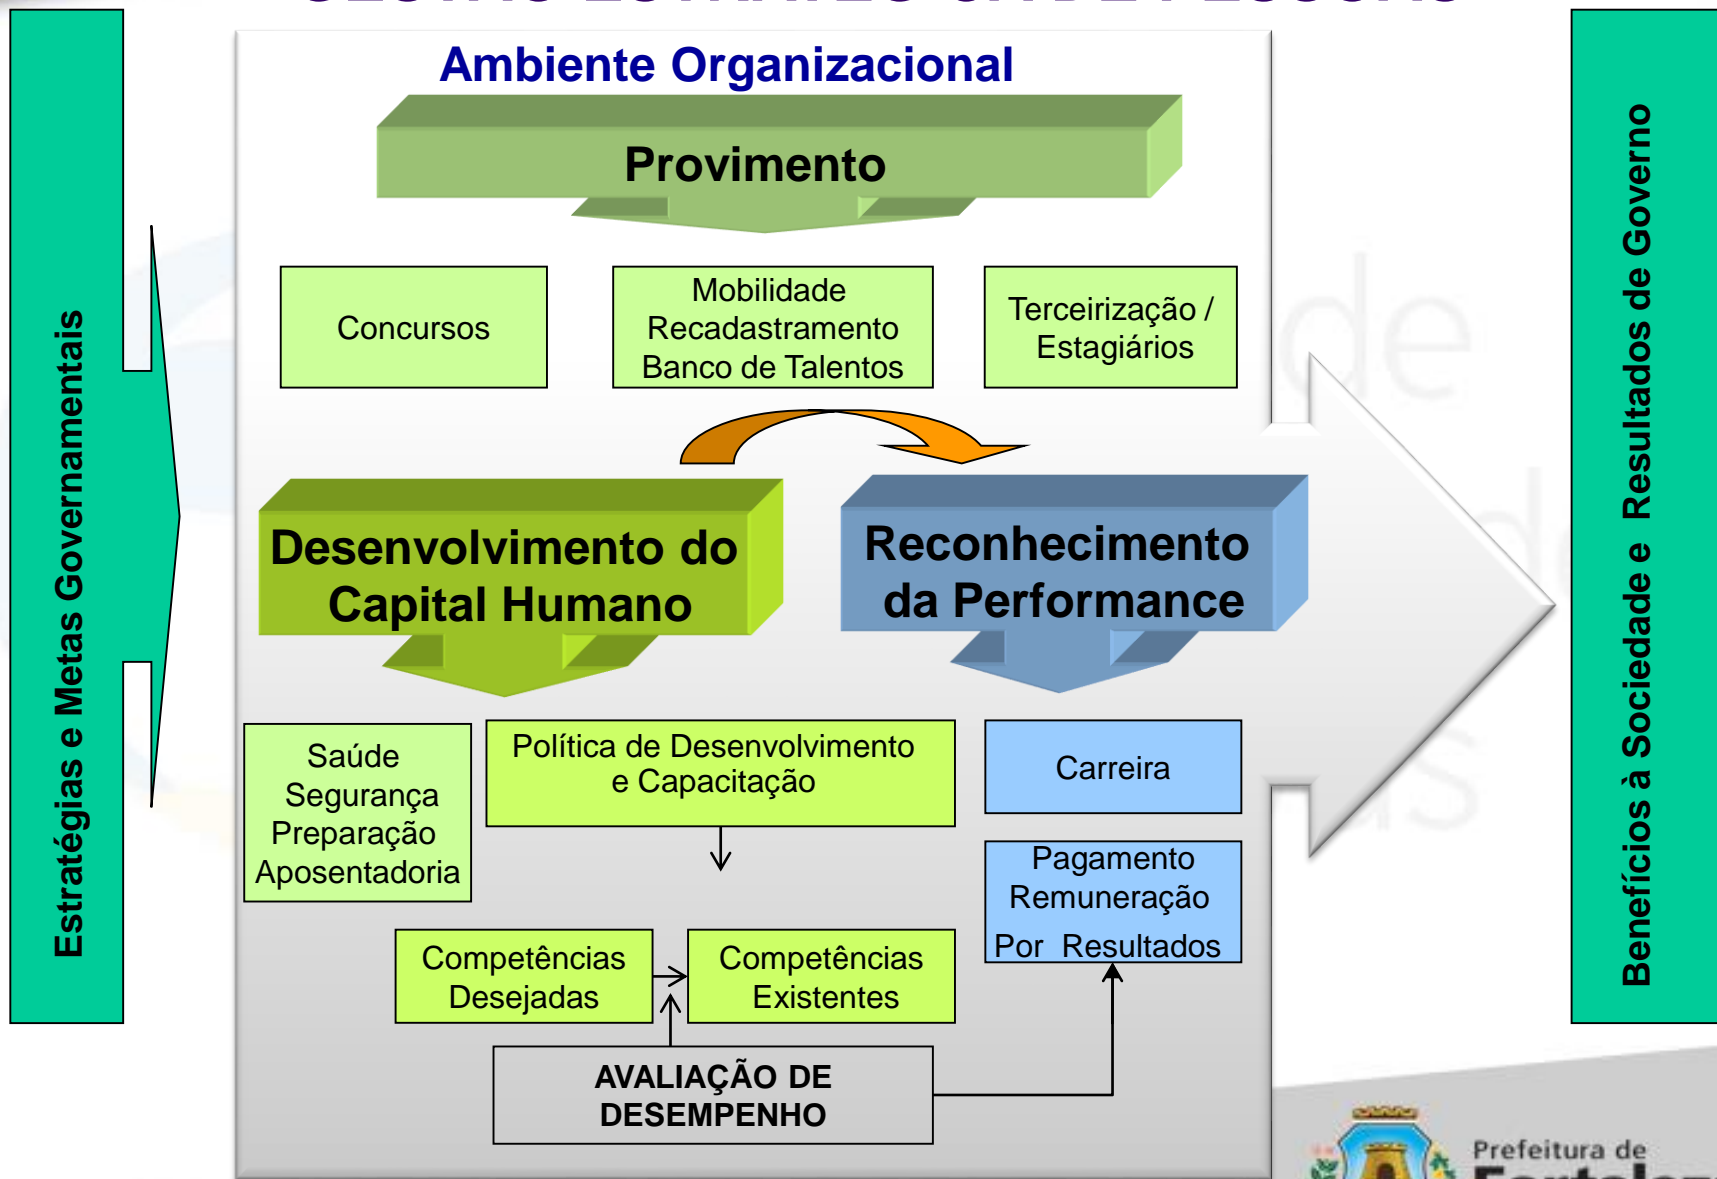 Ambiente Organizacional
Provimento
Concursos
Mobilidade
Recadastramento
Banco de Talentos
Terceirização /
Estagiários
Estratégias e Metas Governamentais
Desenvolvimento do
Capital Humano
Reconhecimento
da Performance
Saúde
Segurança
Preparação
Aposentadoria
Política de Desenvolvimento
e Capacitação
Carreira
Pagamento
Remuneração
Por Resultados
Competências
Desejadas
Competências
Existentes
AVALIAÇÃO DE
DESEMPENHO
Benefícios à Sociedade e Resultados de Governo
Prefeitura de